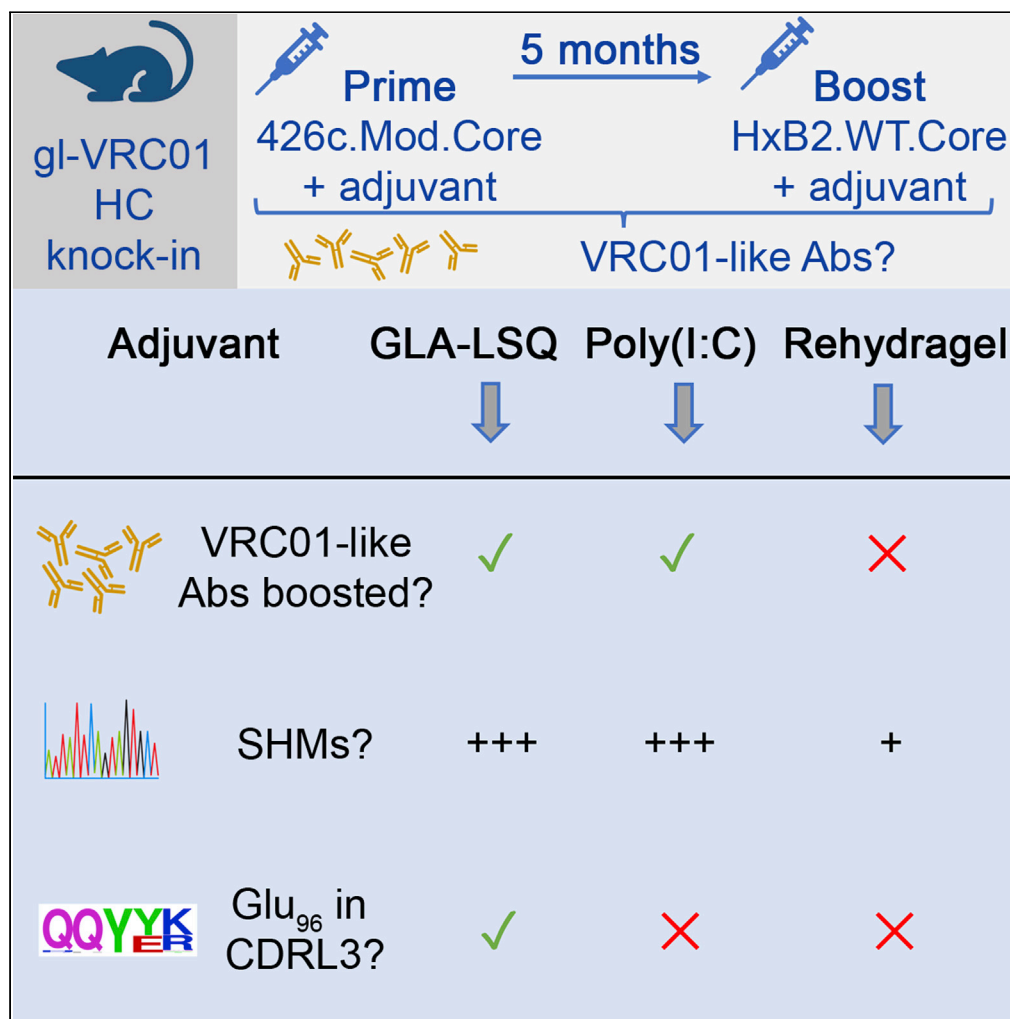 gl-VRC01
HC
knock-in
Prime
426c.Mod.Core
+ adjuvant
5 months
Boost
HxB2.WT.Core
+ adjuvant
VRC01-like Abs?
Adjuvant GLA-LSQ Poly(I:C) Rehydragel
VRC01-like
Abs boosted? ✓ ✓ ×
SHMs? +++ +++ +
QQYYK
ER
Glu₉₆ in
CDRL3? ✓ × ×